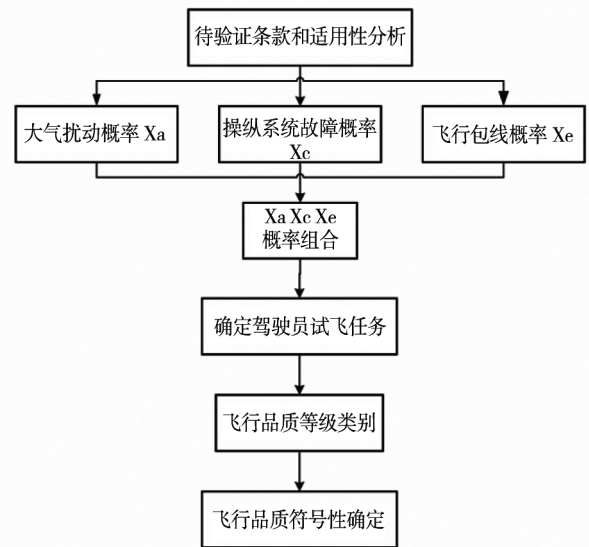 待验证条款和适用性分析
大气扰动概率 Xa
操纵系统故障概率
Xc
飞行包线概率 Xe
Xa Xc Xe
概率组合
确定驾驶员试飞任务
飞行品质等级类别
飞行品质符号性确定